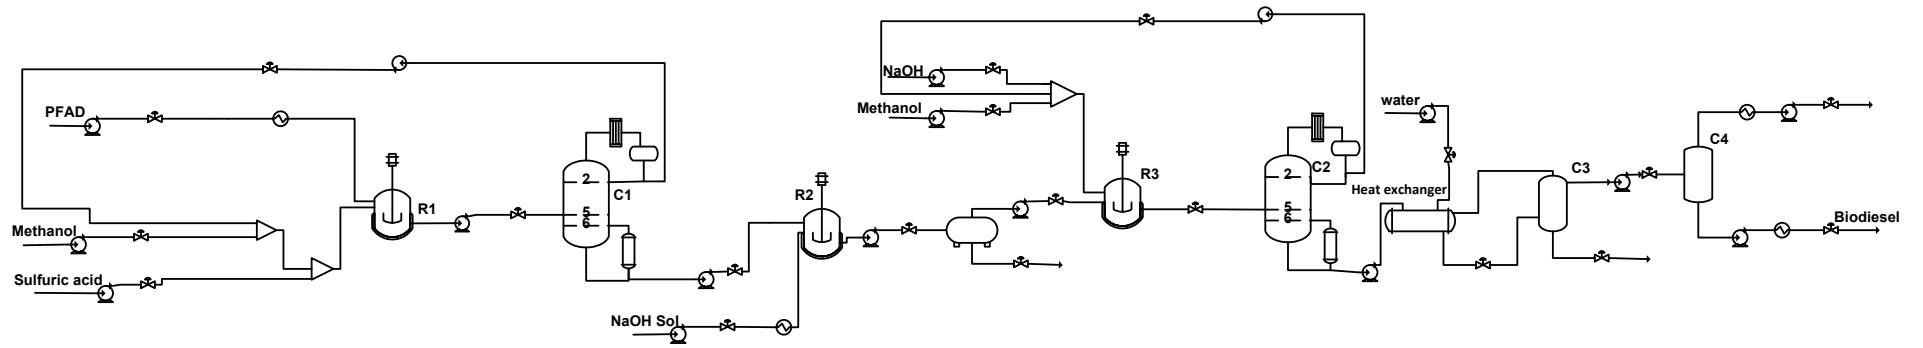 PFAD
Methanol
Sulfuric acid
R1
2
5
6
C1
NaOH Sol
R2
NaOH
Methanol
R3
2
5
6
C2
water
Heat exchanger
C3
C4
Biodiesel